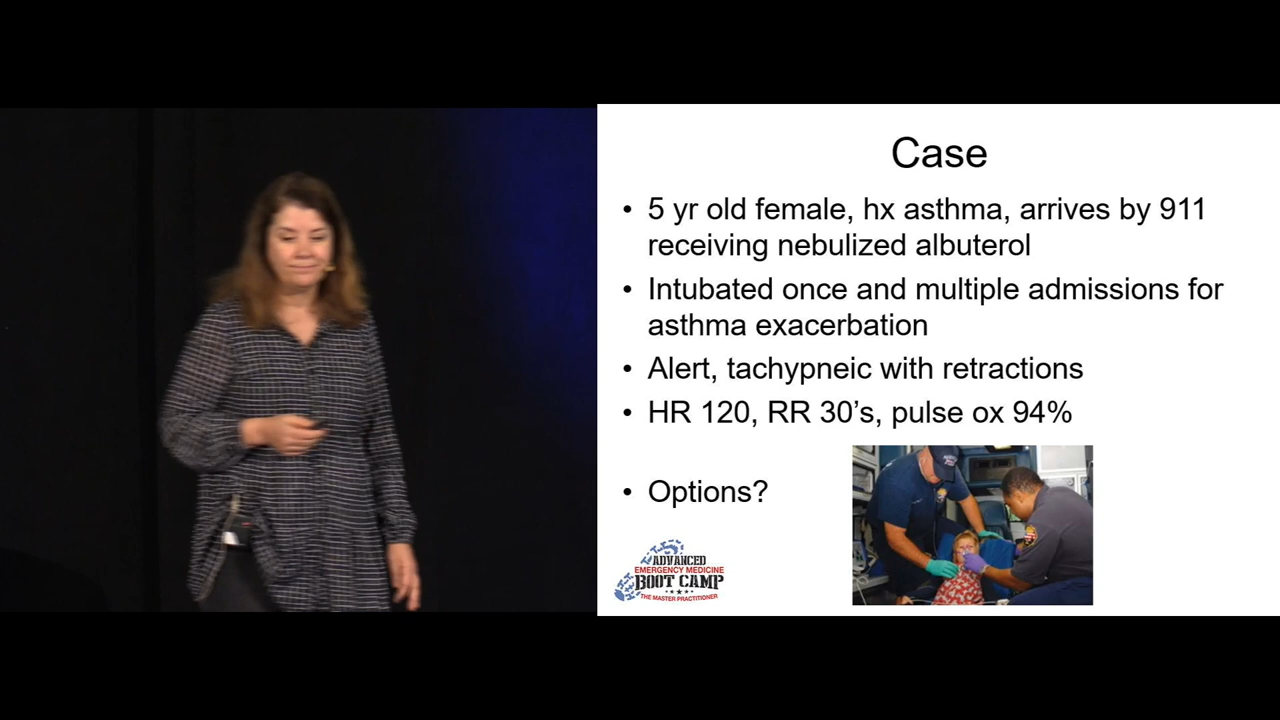 Case
• 5 yr old female, hx asthma, arrives by 911
receiving nebulized albuterol
• Intubated once and multiple admissions for
asthma exacerbation
• Alert, tachypneic with retractions
• HR 120, RR 30’s, pulse ox 94%
• Options?
ADVANCED
EMERGENCY MEDICINE
BOOT CAMP
THE MASTER PRACTITIONER